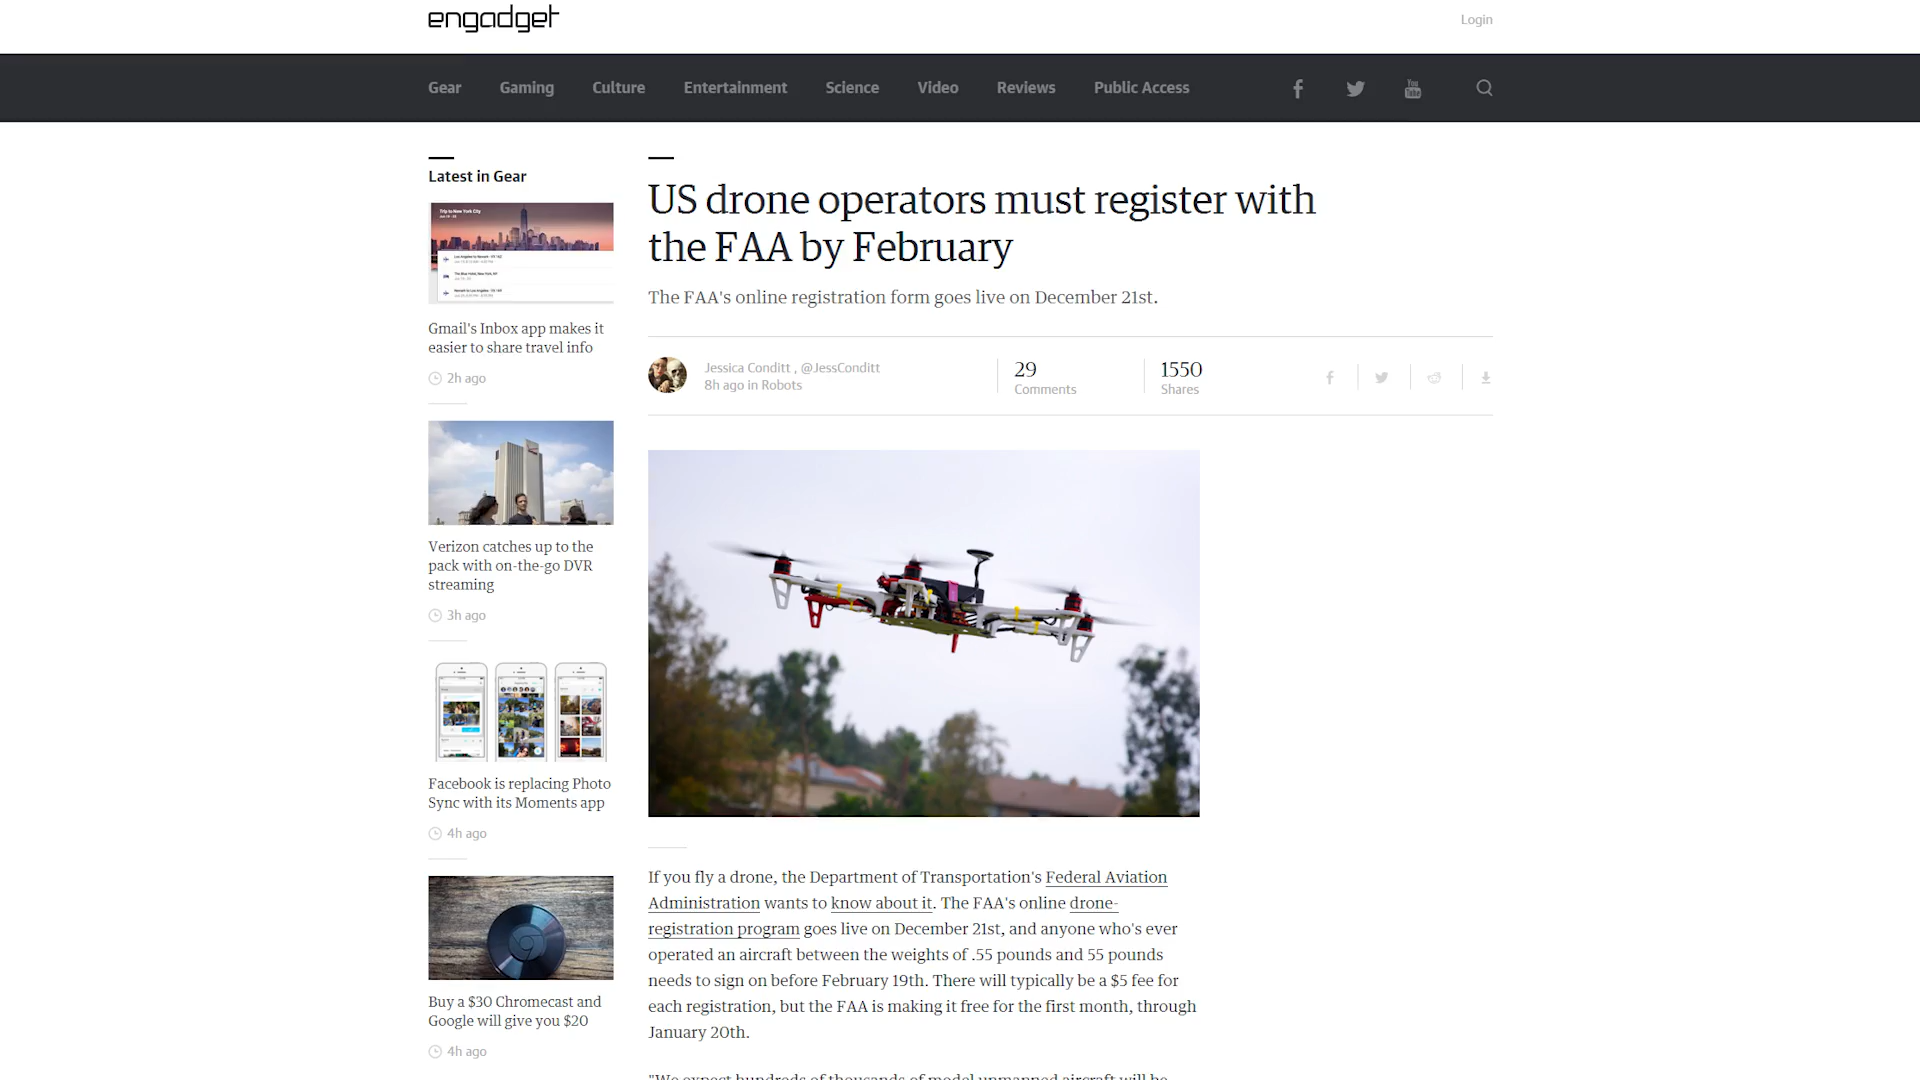 engadget
Login
Gear
Gaming
Culture
Entertainment
Science
Video
Reviews
Public Access
Latest in Gear
Trip to New York City
Gmail's Inbox app makes it
easier to share travel info
2h ago
Verizon catches up to the
pack with on-the-go DVR
streaming
3h ago
Facebook is replacing Photo
Sync with its Moments app
4h ago
Buy a $30 Chromecast and
Google will give you $20
4h ago
US drone operators must register with
the FAA by February
The FAA's online registration form goes live on December 21st.
Jessica Conditt , @JessConditt
8h ago in Robots
29
Comments
1550
Shares
If you fly a drone, the Department of Transportation's Federal Aviation
Administration wants to know about it. The FAA's online drone-
registration program goes live on December 21st, and anyone who's ever
operated an aircraft between the weights of .55 pounds and 55 pounds
needs to sign on before February 19th. There will typically be a $5 fee for
each registration, but the FAA is making it free for the first month, through
January 20th.
"We expect hundreds of thousands of model unmanned aircraft will be